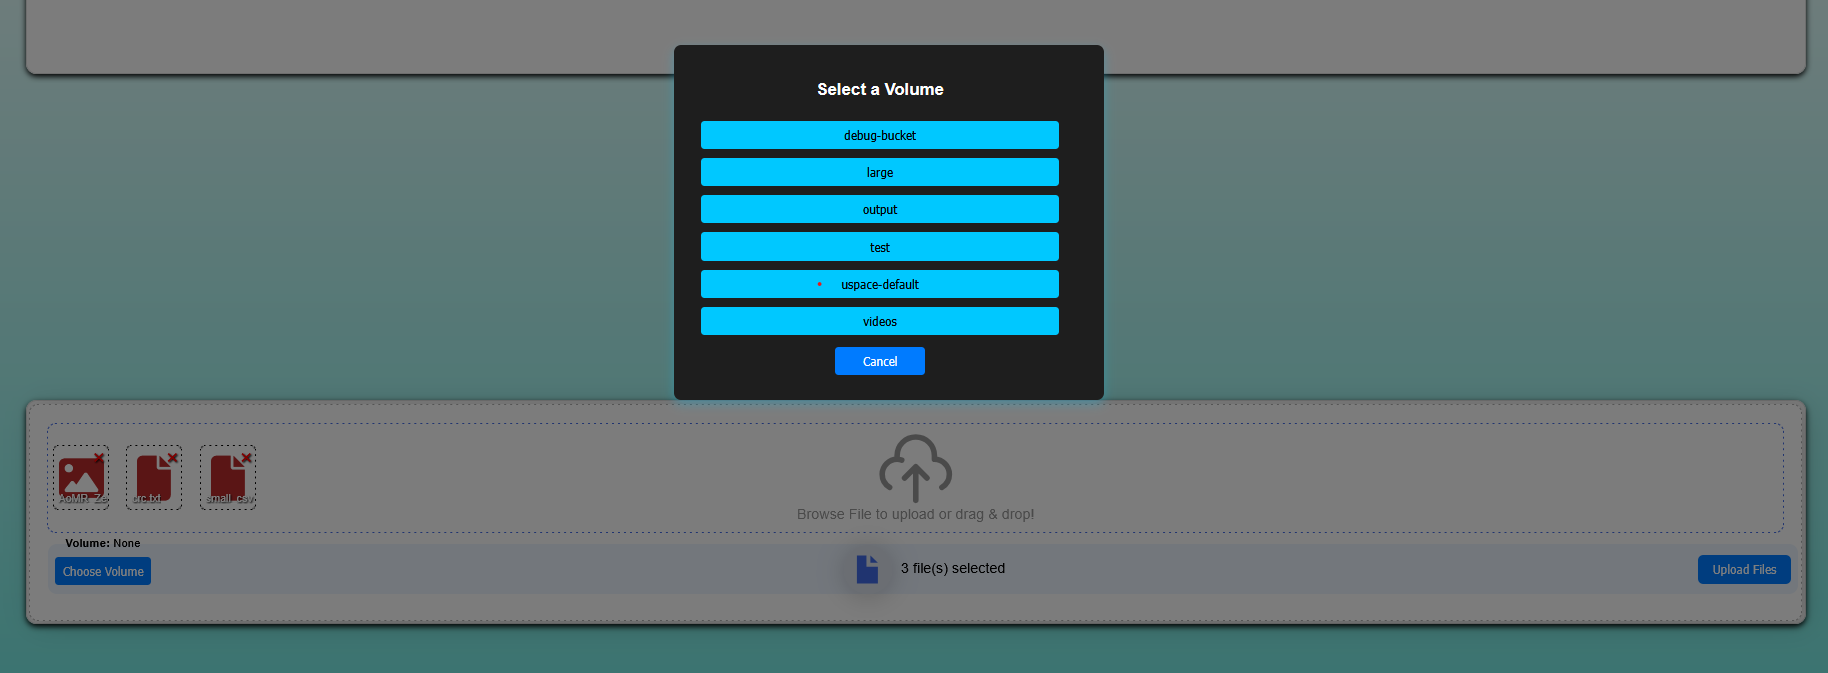 Select a Volume
debug-bucket
large
output
test
uspace-default
videos
Cancel
AoMR_Ze
crc.txt
small_csv
Browse File to upload or drag & drop!
Volume: None
Choose Volume
3 file(s) selected
Upload Files